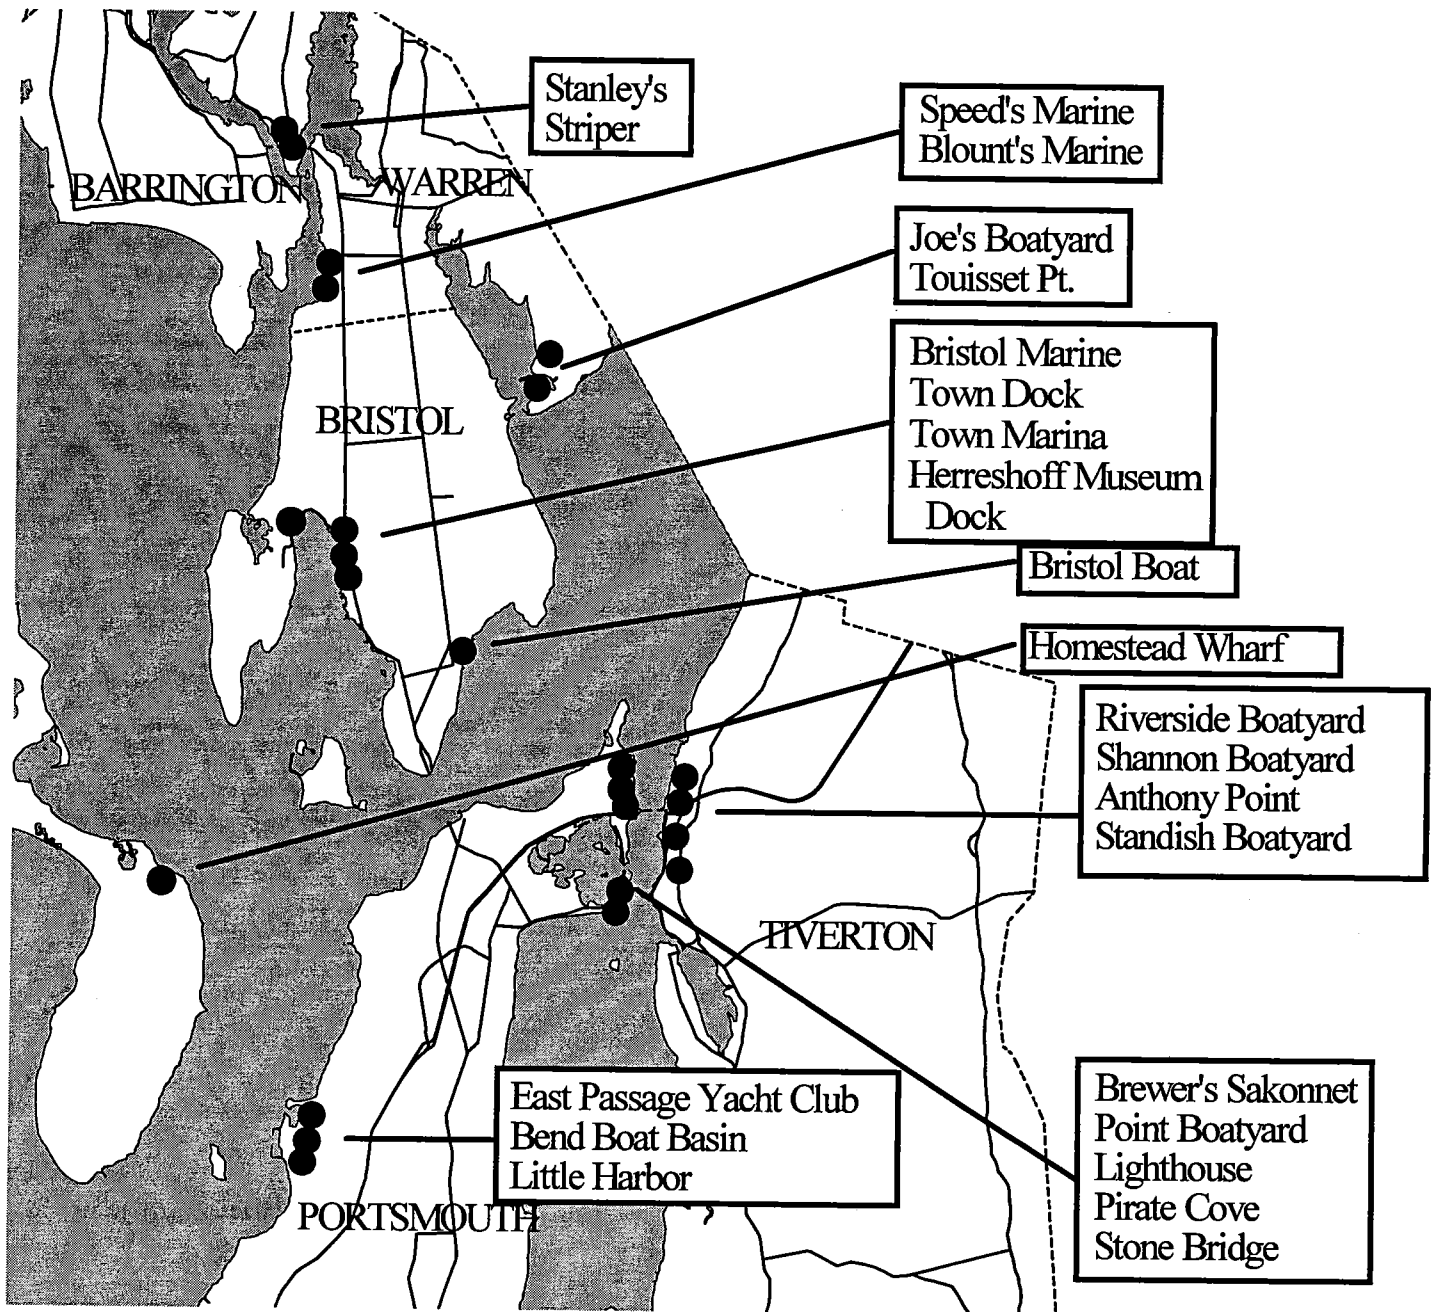 Stanley's
Striper
Speed's Marine
Blount's Marine
BARRINGTON
WARREN
Joe's Boatyard
Touisset Pt.
Bristol Marine
Town Dock
Town Marina
Herreshoff Museum
Dock
BRISTOL
Bristol Boat
Homestead Wharf
Riverside Boatyard
Shannon Boatyard
Anthony Point
Standish Boatyard
TIVERTON
East Passage Yacht Club
Bend Boat Basin
Little Harbor
Brewer's Sakonnet
Point Boatyard
Lighthouse
Pirate Cove
Stone Bridge
PORTSMOUTH